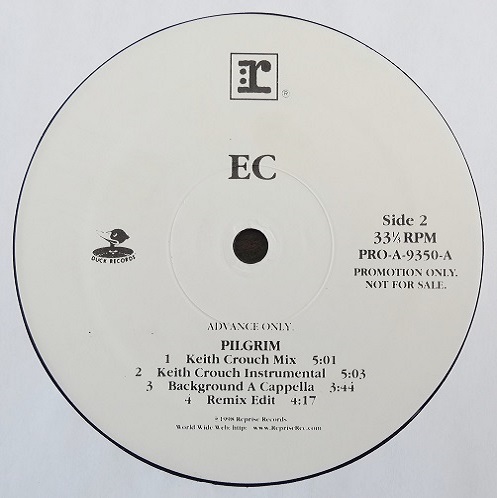 r
®
EC
DUCK RECORDS
Side 2
33⅓ RPM
PRO-A-9350-A
PROMOTION ONLY.
NOT FOR SALE.
ADVANCE ONLY.
PILGRIM
1 Keith Crouch Mix 5:01
2 Keith Crouch Instrumental 5:03
3 Background A Cappella 3:44
4 Remix Edit 4:17
℗ 1998 Reprise Records
World Wide Web: http: www.RepriseRec.com